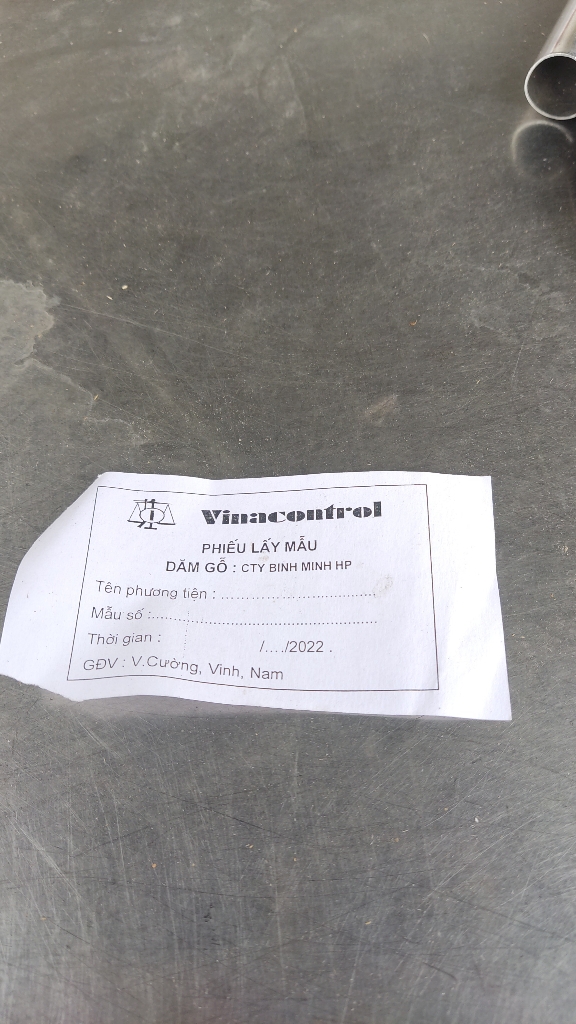 Vinacontrol
PHIẾU LẤY MẪU
DĂM GỖ : CTY BINH MINH HP
Tên phương tiện : ......................................
Mẫu số :......................................................
Thời gian : /..../2022 .
GĐV : V.Cường, Vinh, Nam